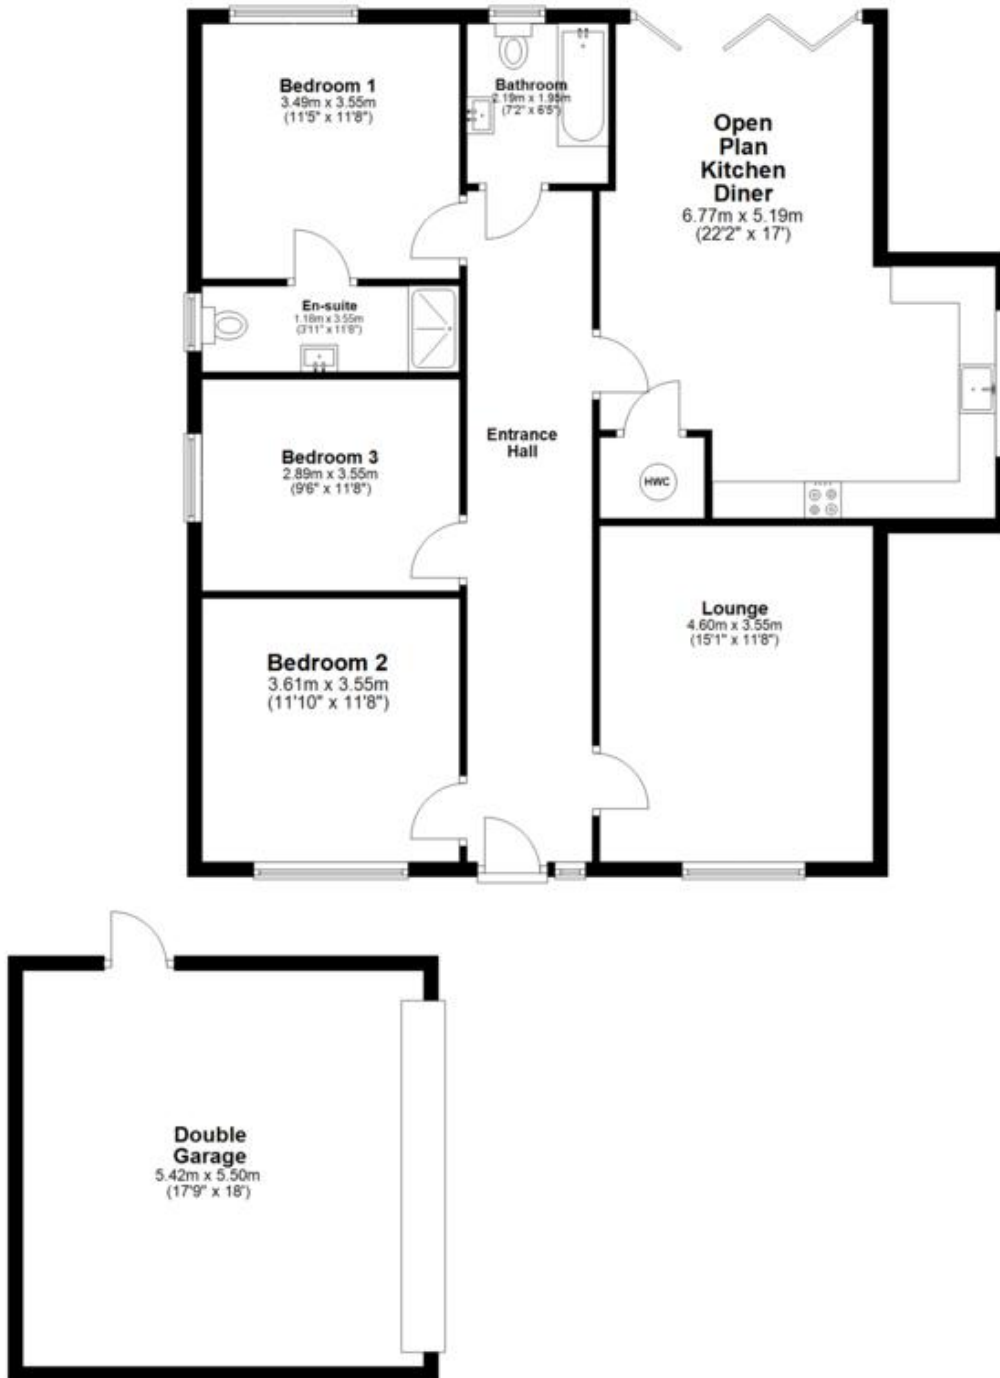 Bedroom 1
3.49m x 3.55m
(11'5" x 11'8")
Bathroom
2.19m x 1.95m
(7'2" x 6'5")
Open
Plan
Kitchen
Diner
6.77m x 5.19m
(22'2" x 17')
En-suite
1.18m x 3.55m
(3'11" x 11'8")
Entrance
Hall
Bedroom 3
2.89m x 3.55m
(9'6" x 11'8")
HWC
Lounge
4.60m x 3.55m
(15'1" x 11'8")
Bedroom 2
3.61m x 3.55m
(11'10" x 11'8")
Double
Garage
5.42m x 5.50m
(17'9" x 18')